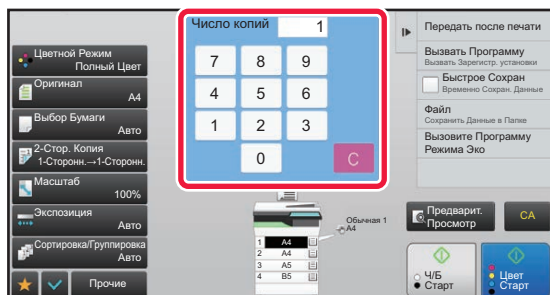 Число копий 1
7 8 9
4 5 6
1 2 3
0 C
Цветной Режим
Полный Цвет
Оригинал
A4
Выбор Бумаги
Авто
2-Стор. Копия
1-Сторонн.→1-Сторонн.
Масштаб
100%
Экспозиция
Авто
Сортировка/Группировка
Авто
Прочие
Обычная 1
A4
1 A4
2 A4
3 A5
4 B5
Передать после печати
Вызвать Программу
Вызвать Зарегистр. установки
Быстрое Сохран
Временно Сохран. Данные
Файл
Сохранить Данные в Папке
Вызовите Программу
Режима Эко
Предварит.
Просмотр
CA
Ч/Б
Старт
Цвет
Старт